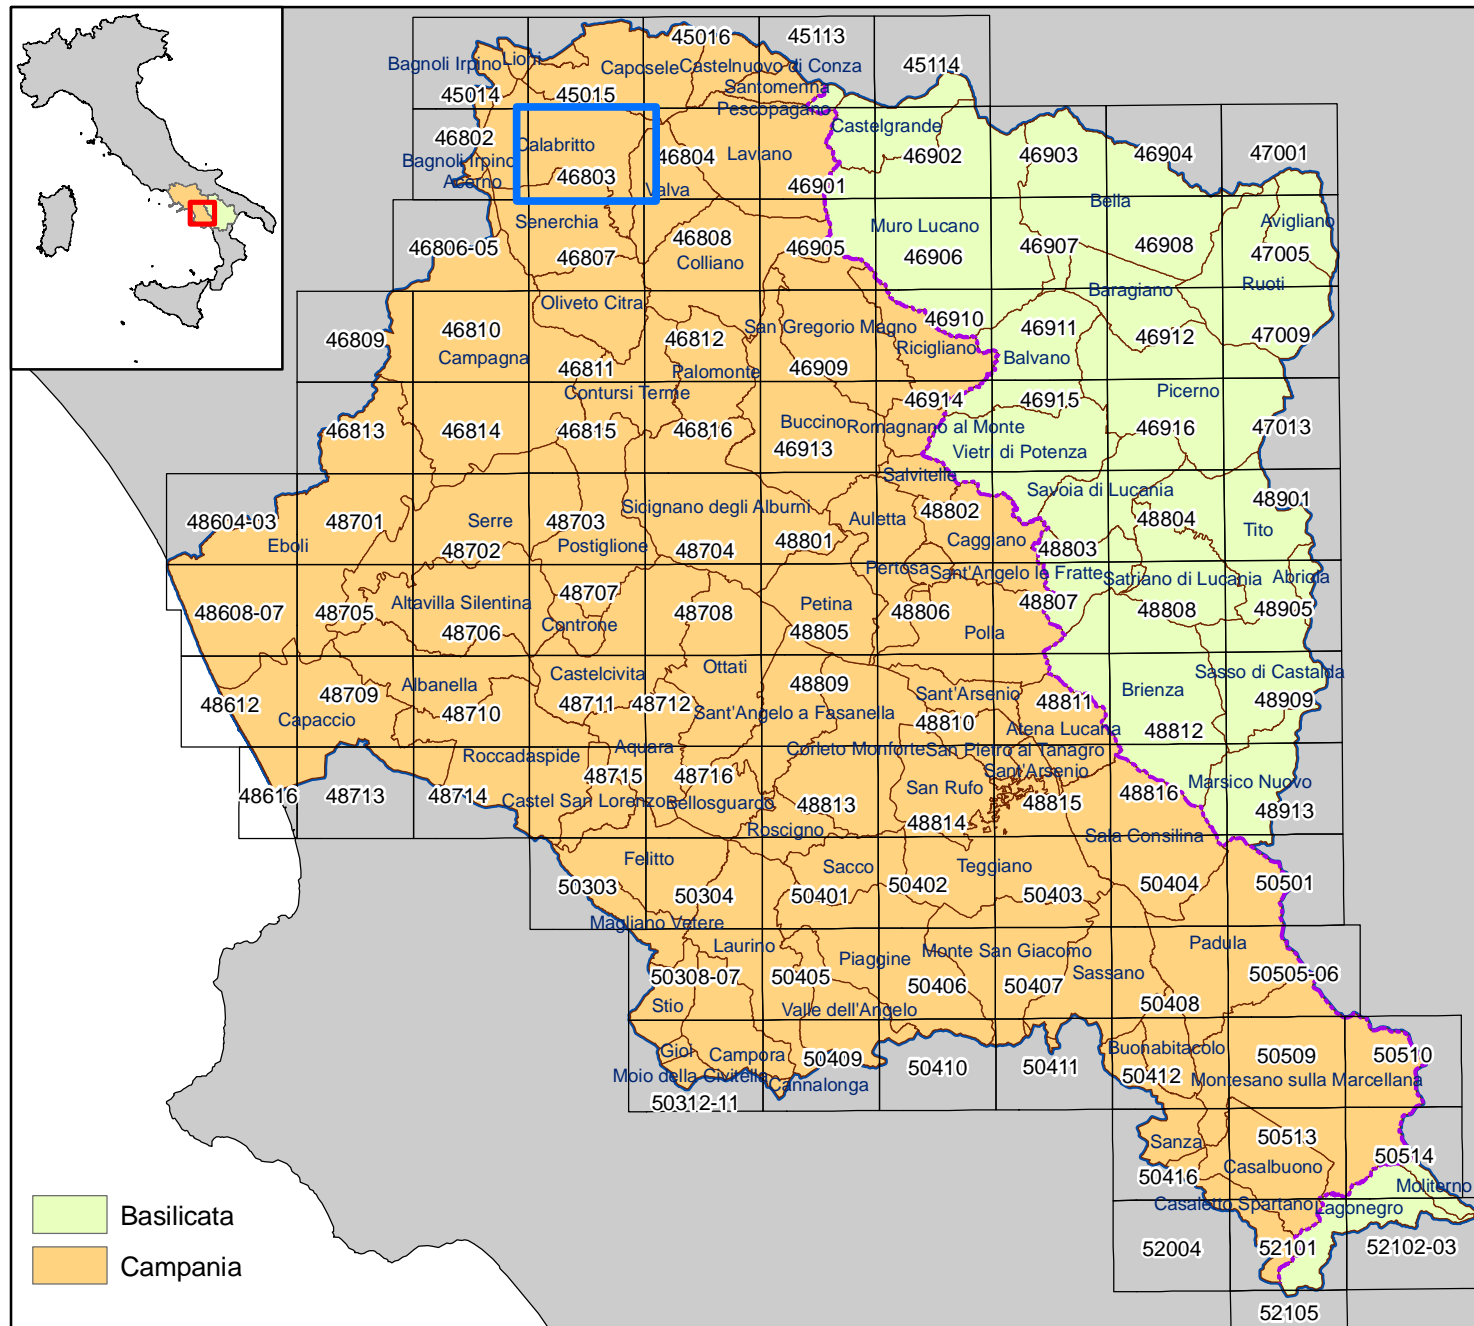 45016
45113
Lioni
Bagnoli Irpino
Caposele
Castelnuovo di Conza
45114
45014
45015
Santomenna
Pescopagano
46802
Calabritto
Castelgrande
46804
Laviano
46902
46903
46904
47001
Bagnoli Irpino
Acerno
46803
Valva
46901
Bella
Senerchia
Muro Lucano
Avigliano
46806-05
46807
46808
46905
46906
46907
46908
47005
Colliano
Baragiano
Ruoti
Oliveto Citra
46809
46810
46812
San Gregorio Magno
46910
46911
46912
47009
Campagna
Ricigliano
Balvano
46811
Palomonte
46909
Contursi Terme
46914
46915
Picerno
46813
46814
46815
46816
Buccino
Romagnano al Monte
46916
47013
46913
Vietri di Potenza
Salvitelle
Savoia di Lucania
48901
48604-03
48701
Serre
48703
Sicignano degli Alburni
Auletta
48802
48804
Tito
Eboli
48702
Postiglione
48704
48801
Caggiano
48803
Pertosa
Sant'Angelo le Fratte
Satriano di Lucania
Abriola
48608-07
48705
Altavilla Silentina
48707
48708
Petina
48806
48807
48808
48905
48706
Controne
48805
Polla
Castelcivita
Ottati
Sasso di Castalda
48612
48709
Albanella
48711
48712
48809
Sant'Arsenio
48811
Brienza
48909
Capaccio
48710
Sant'Angelo a Fasanella
48810
Atena Lucana
48812
Roccadaspide
Aquara
Corleto Monforte
San Pietro al Tanagro
48616
48713
48714
48715
48716
Sant'Arsenio
Marsico Nuovo
Castel San Lorenzo
Bellosguardo
48813
San Rufo
48815
48816
48913
Roscigno
48814
Sala Consilina
Felitto
Sacco
Teggiano
50303
50304
50401
50402
50403
50404
50501
Magliano Vetere
Laurino
Piaggine
Monte San Giacomo
Padula
50308-07
50405
50406
50407
Sassano
50505-06
Stio
Valle dell'Angelo
50408
Gioi
Campora
50409
50410
50411
Buonabitacolo
50509
50510
Moio della Civitella
Cannalonga
50412
Montesano sulla Marcellana
50312-11
Sanza
50513
50514
50416
Casalbuono
Moliterno
Casaletto Spartano
Lagonegro
Basilicata
52004
52101
52102-03
Campania
52105